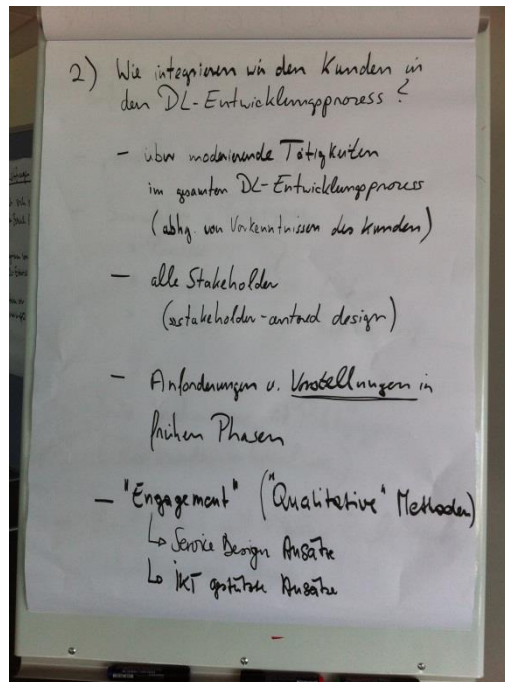 2) Wie integrieren wir den Kunden in
den DL-Entwicklungsprozess?
- über moderierende Tätigkeiten
im gesamten DL-Entwicklungsprozess
(abhg. von Vorkenntnissen des Kunden)
- alle Stakeholder
(stakeholder-centered design)
- Anforderungen u. Vorstellungen in
frühen Phasen
- "Engagement" ("Qualitative" Methoden)
↳ Service Design Ansätze
↳ IKT gestützte Ansätze